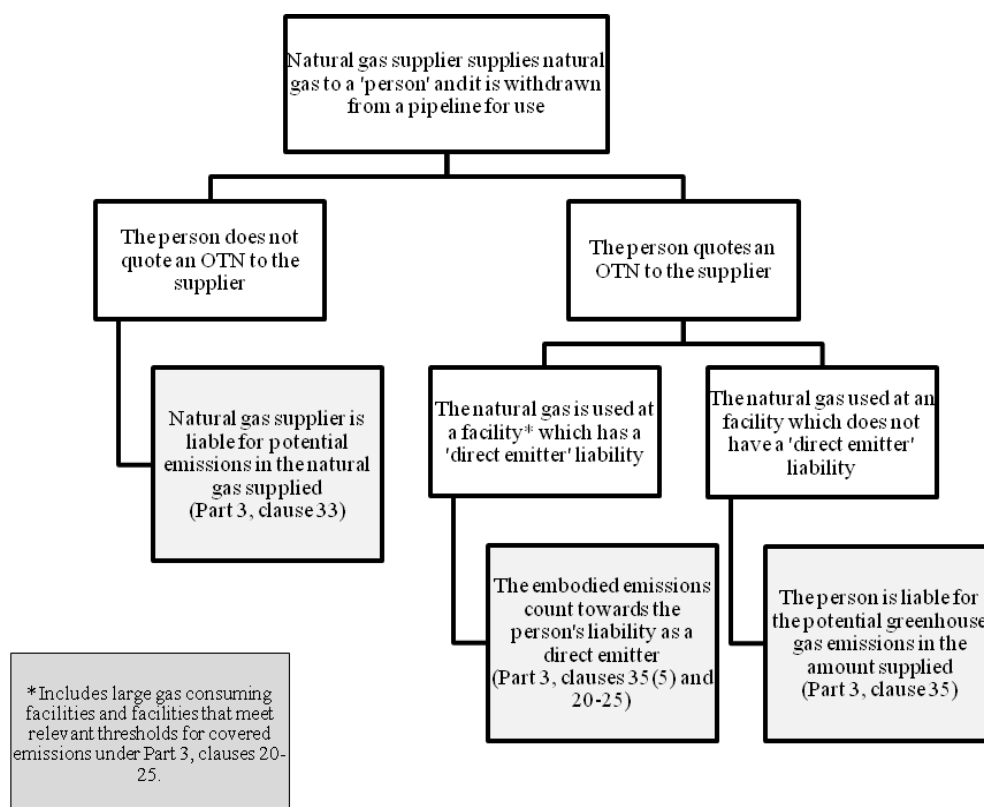 Natural gas supplier supplies natural
gas to a 'person' andit is withdrawn
from a pipeline for use
The person does not
quote an OTN to the
supplier
The person quotes an
OTN to the supplier
Natural gas supplier is
liable for potential
emissions in the natural
gas supplied
(Part 3, clause 33)
The natural gas is used at
a facility* which has a
'direct emitter' liability
The natural gas used at an
facility which does not
have a 'direct emitter'
liability
The embodied emissions
count towards the
person's liability as a
direct emitter
(Part 3, clauses 35(5) and
20-25)
The person is liable for
the potential greenhouse
gas emissions in the
amount supplied
(Part 3, clause 35)
*Includes large gas consuming
facilities and facilities that meet
relevant thresholds for covered
emissions under Part 3, clauses 20-
25.